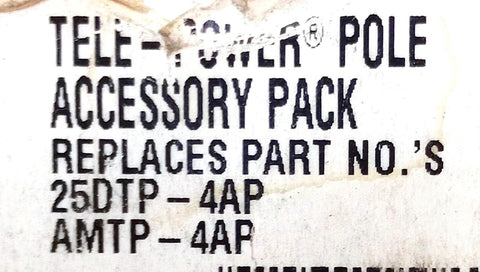 TELE-POWER® POLE
ACCESSORY PACK
REPLACES PART NO.'S
25DTP-4AP
AMTP-4AP